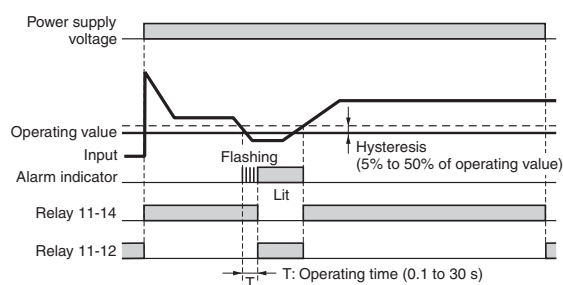 Power supply
voltage
Operating value
Input
Hysteresis
(5% to 50% of operating value)
Flashing
Alarm indicator
Lit
Relay 11-14
Relay 11-12
T
T: Operating time (0.1 to 30 s)